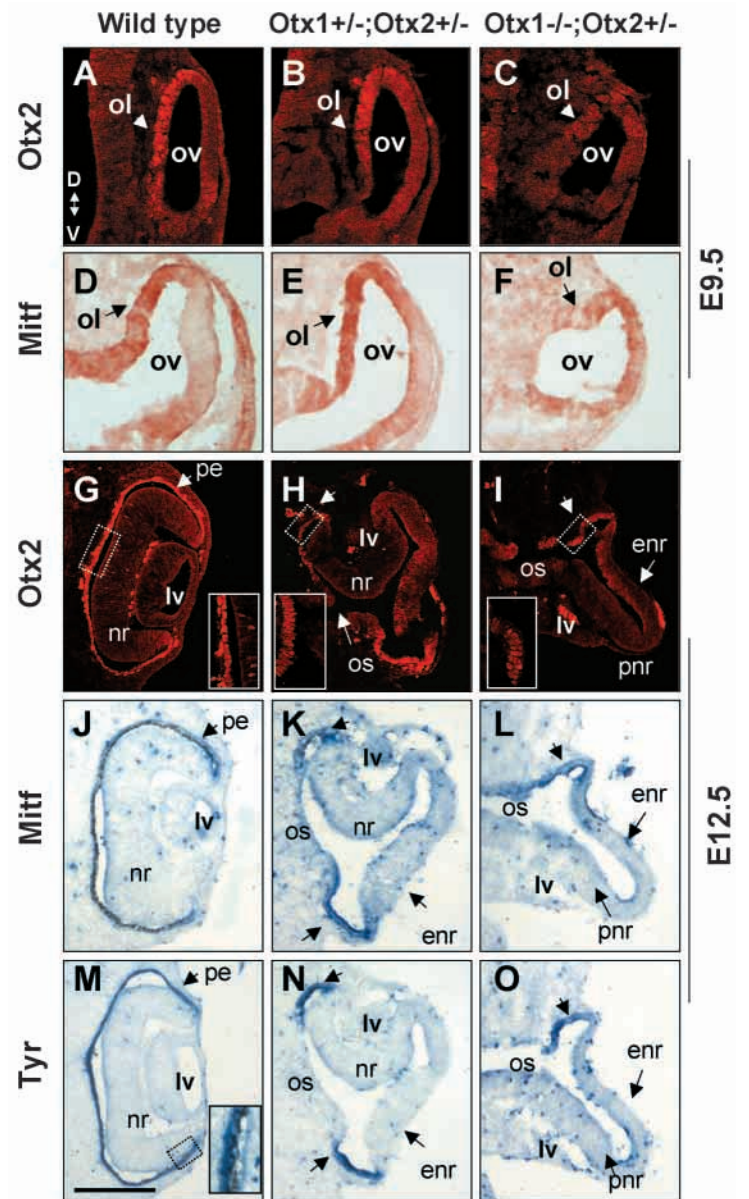 Wild type Otx1+/-;Otx2+/- Otx1-/-;Otx2+/-
Otx2
A
ol
ov
D
V
B
ol
ov
C
ol
ov
E9.5
Mitf
D
ol
ov
E
ol
ov
F
ol
ov
Otx2
G
pe
lv
nr
H
lv
nr
os
I
enr
os
lv
pnr
E12.5
Mitf
J
pe
lv
nr
K
lv
os
nr
enr
L
os
enr
lv
pnr
Tyr
M
pe
lv
nr
N
lv
os
nr
enr
O
os
enr
lv
pnr